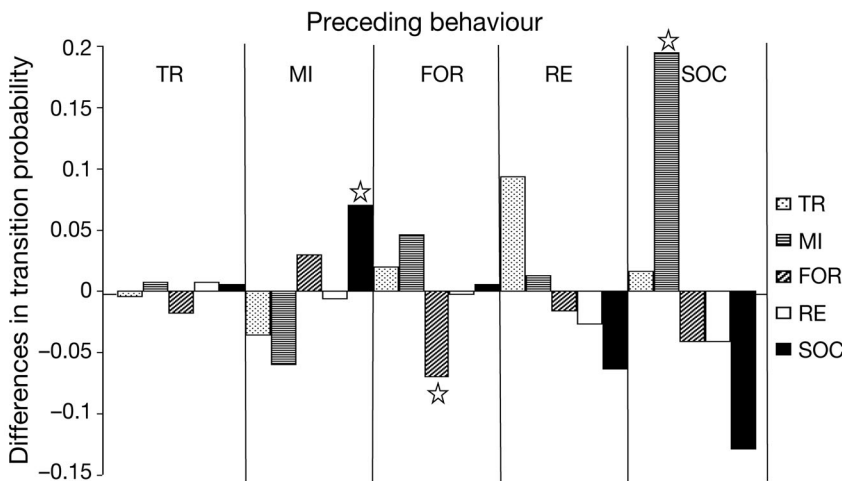 Preceding behaviour
TR MI FOR RE SOC
Differences in transition probability
0.2
0.15
0.1
0.05
0
−0.05
−0.1
−0.15
TR
MI
FOR
RE
SOC